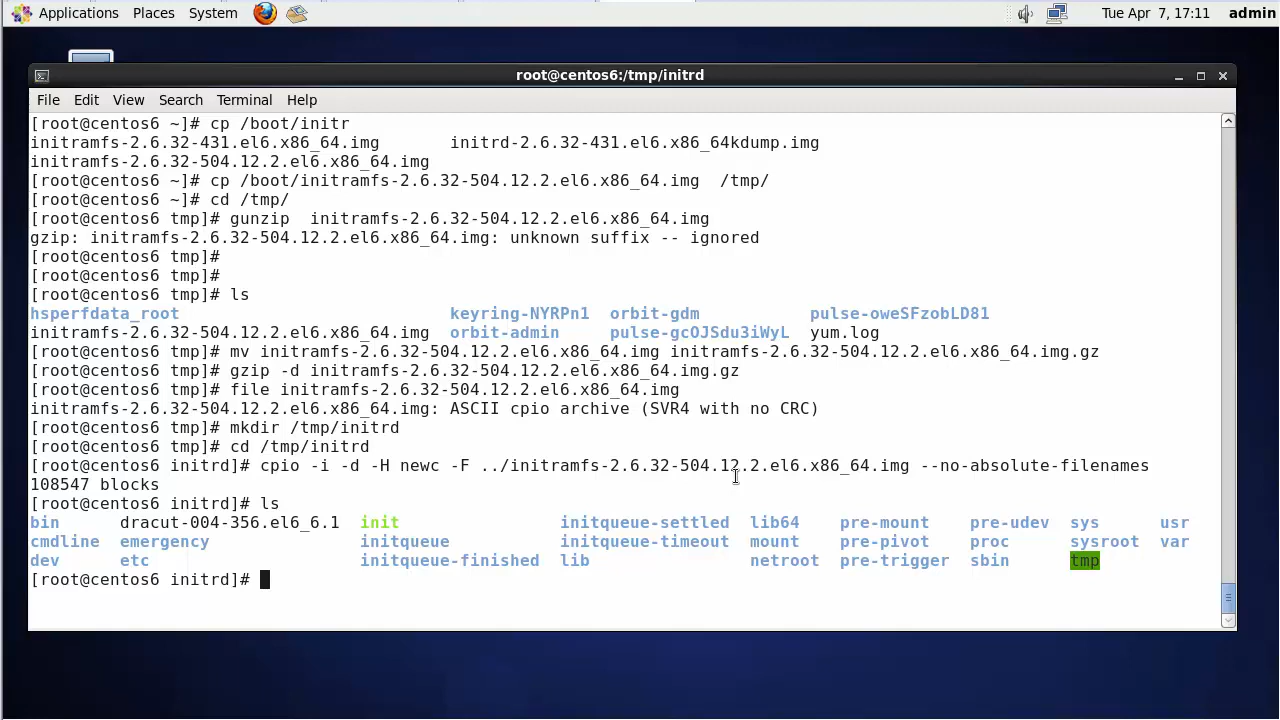 Applications Places System Tue Apr 7, 17:11 admin
root@centos6:/tmp/initrd
File Edit View Search Terminal Help
[root@centos6 ~]# cp /boot/initr
initramfs-2.6.32-431.el6.x86_64.img initrd-2.6.32-431.el6.x86_64kdump.img
initramfs-2.6.32-504.12.2.el6.x86_64.img
[root@centos6 ~]# cp /boot/initramfs-2.6.32-504.12.2.el6.x86_64.img /tmp/
[root@centos6 ~]# cd /tmp/
[root@centos6 tmp]# gunzip initramfs-2.6.32-504.12.2.el6.x86_64.img
gzip: initramfs-2.6.32-504.12.2.el6.x86_64.img: unknown suffix -- ignored
[root@centos6 tmp]#
[root@centos6 tmp]#
[root@centos6 tmp]# ls
hsperfdata_root keyring-NYRPn1 orbit-gdm pulse-oweSFzobLD81
initramfs-2.6.32-504.12.2.el6.x86_64.img orbit-admin pulse-gcOJSdu3iWyL yum.log
[root@centos6 tmp]# mv initramfs-2.6.32-504.12.2.el6.x86_64.img initramfs-2.6.32-504.12.2.el6.x86_64.img.gz
[root@centos6 tmp]# gzip -d initramfs-2.6.32-504.12.2.el6.x86_64.img.gz
[root@centos6 tmp]# file initramfs-2.6.32-504.12.2.el6.x86_64.img
initramfs-2.6.32-504.12.2.el6.x86_64.img: ASCII cpio archive (SVR4 with no CRC)
[root@centos6 tmp]# mkdir /tmp/initrd
[root@centos6 tmp]# cd /tmp/initrd
[root@centos6 initrd]# cpio -i -d -H newc -F ../initramfs-2.6.32-504.12.2.el6.x86_64.img --no-absolute-filenames
108547 blocks
[root@centos6 initrd]# ls
bin dracut-004-356.el6_6.1 init initqueue-settled lib64 pre-mount pre-udev sys usr
cmdline emergency initqueue initqueue-timeout mount pre-pivot proc sysroot var
dev etc initqueue-finished lib netroot pre-trigger sbin tmp
[root@centos6 initrd]#